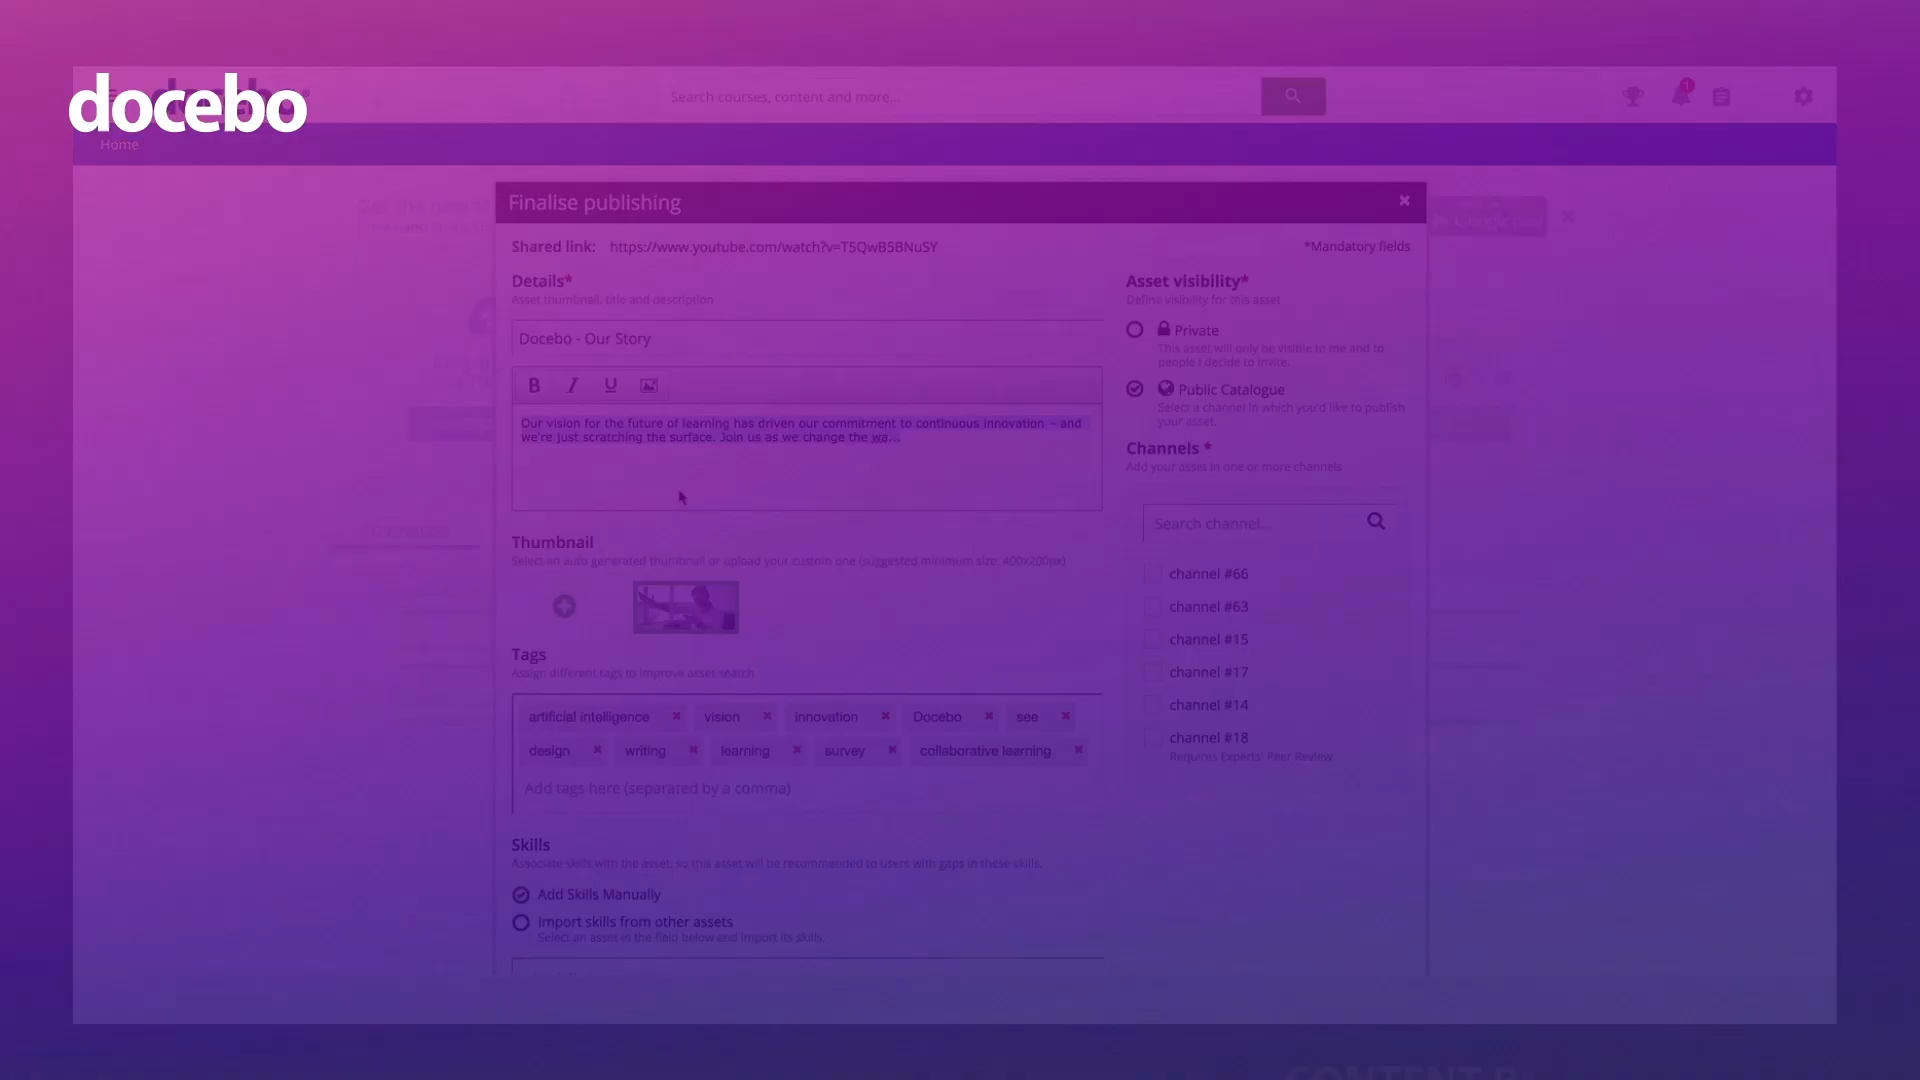 docebo
Search courses, content and more...
1
Home
Finalise publishing
Shared link: https://www.youtube.com/watch?v=T5QwB5BNuSY
*Mandatory fields
Details*
Asset thumbnail, title and description
Docebo - Our Story
B I U
Our vision for the future of learning has driven our commitment to continuous innovation – and
we're just scratching the surface. Join us as we change the wa...
Thumbnail
Select an auto generated thumbnail or upload your custom one (suggested minimum size: 400x200px)
Tags
Assign different tags to improve asset search
artificial intelligence vision innovation Docebo see
design writing learning survey collaborative learning
Add tags here (separated by a comma)
Skills
Associate skills with the asset, so this asset will be recommended to users with gaps in these skills.
Add Skills Manually
Import skills from other assets
Select an asset in the field below and import its skills.
Asset visibility*
Define visibility for this asset
Private
This asset will only be visible to me and to
people I decide to invite.
Public Catalogue
Select a channel in which you'd like to publish
your asset.
Channels *
Add your asset in one or more channels
Search channel...
channel #66
channel #63
channel #15
channel #17
channel #14
channel #18
Requires Experts' Peer Review
Google Play